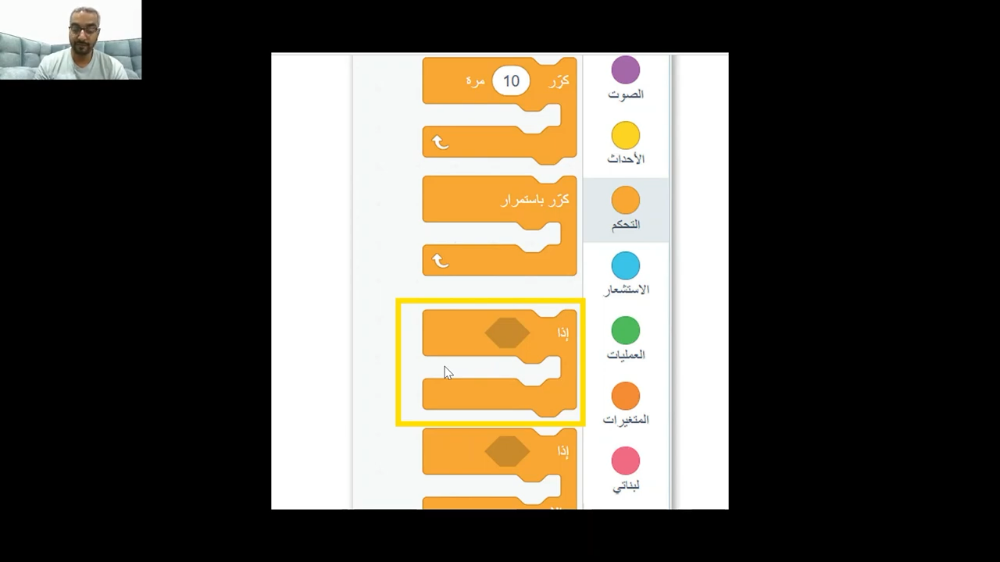 الصوت
الأحداث
التحكم
الاستشعار
العمليات
المتغيرات
لبناتي
كرّر 10 مرة
كرّر باستمرار
إذا
إذا